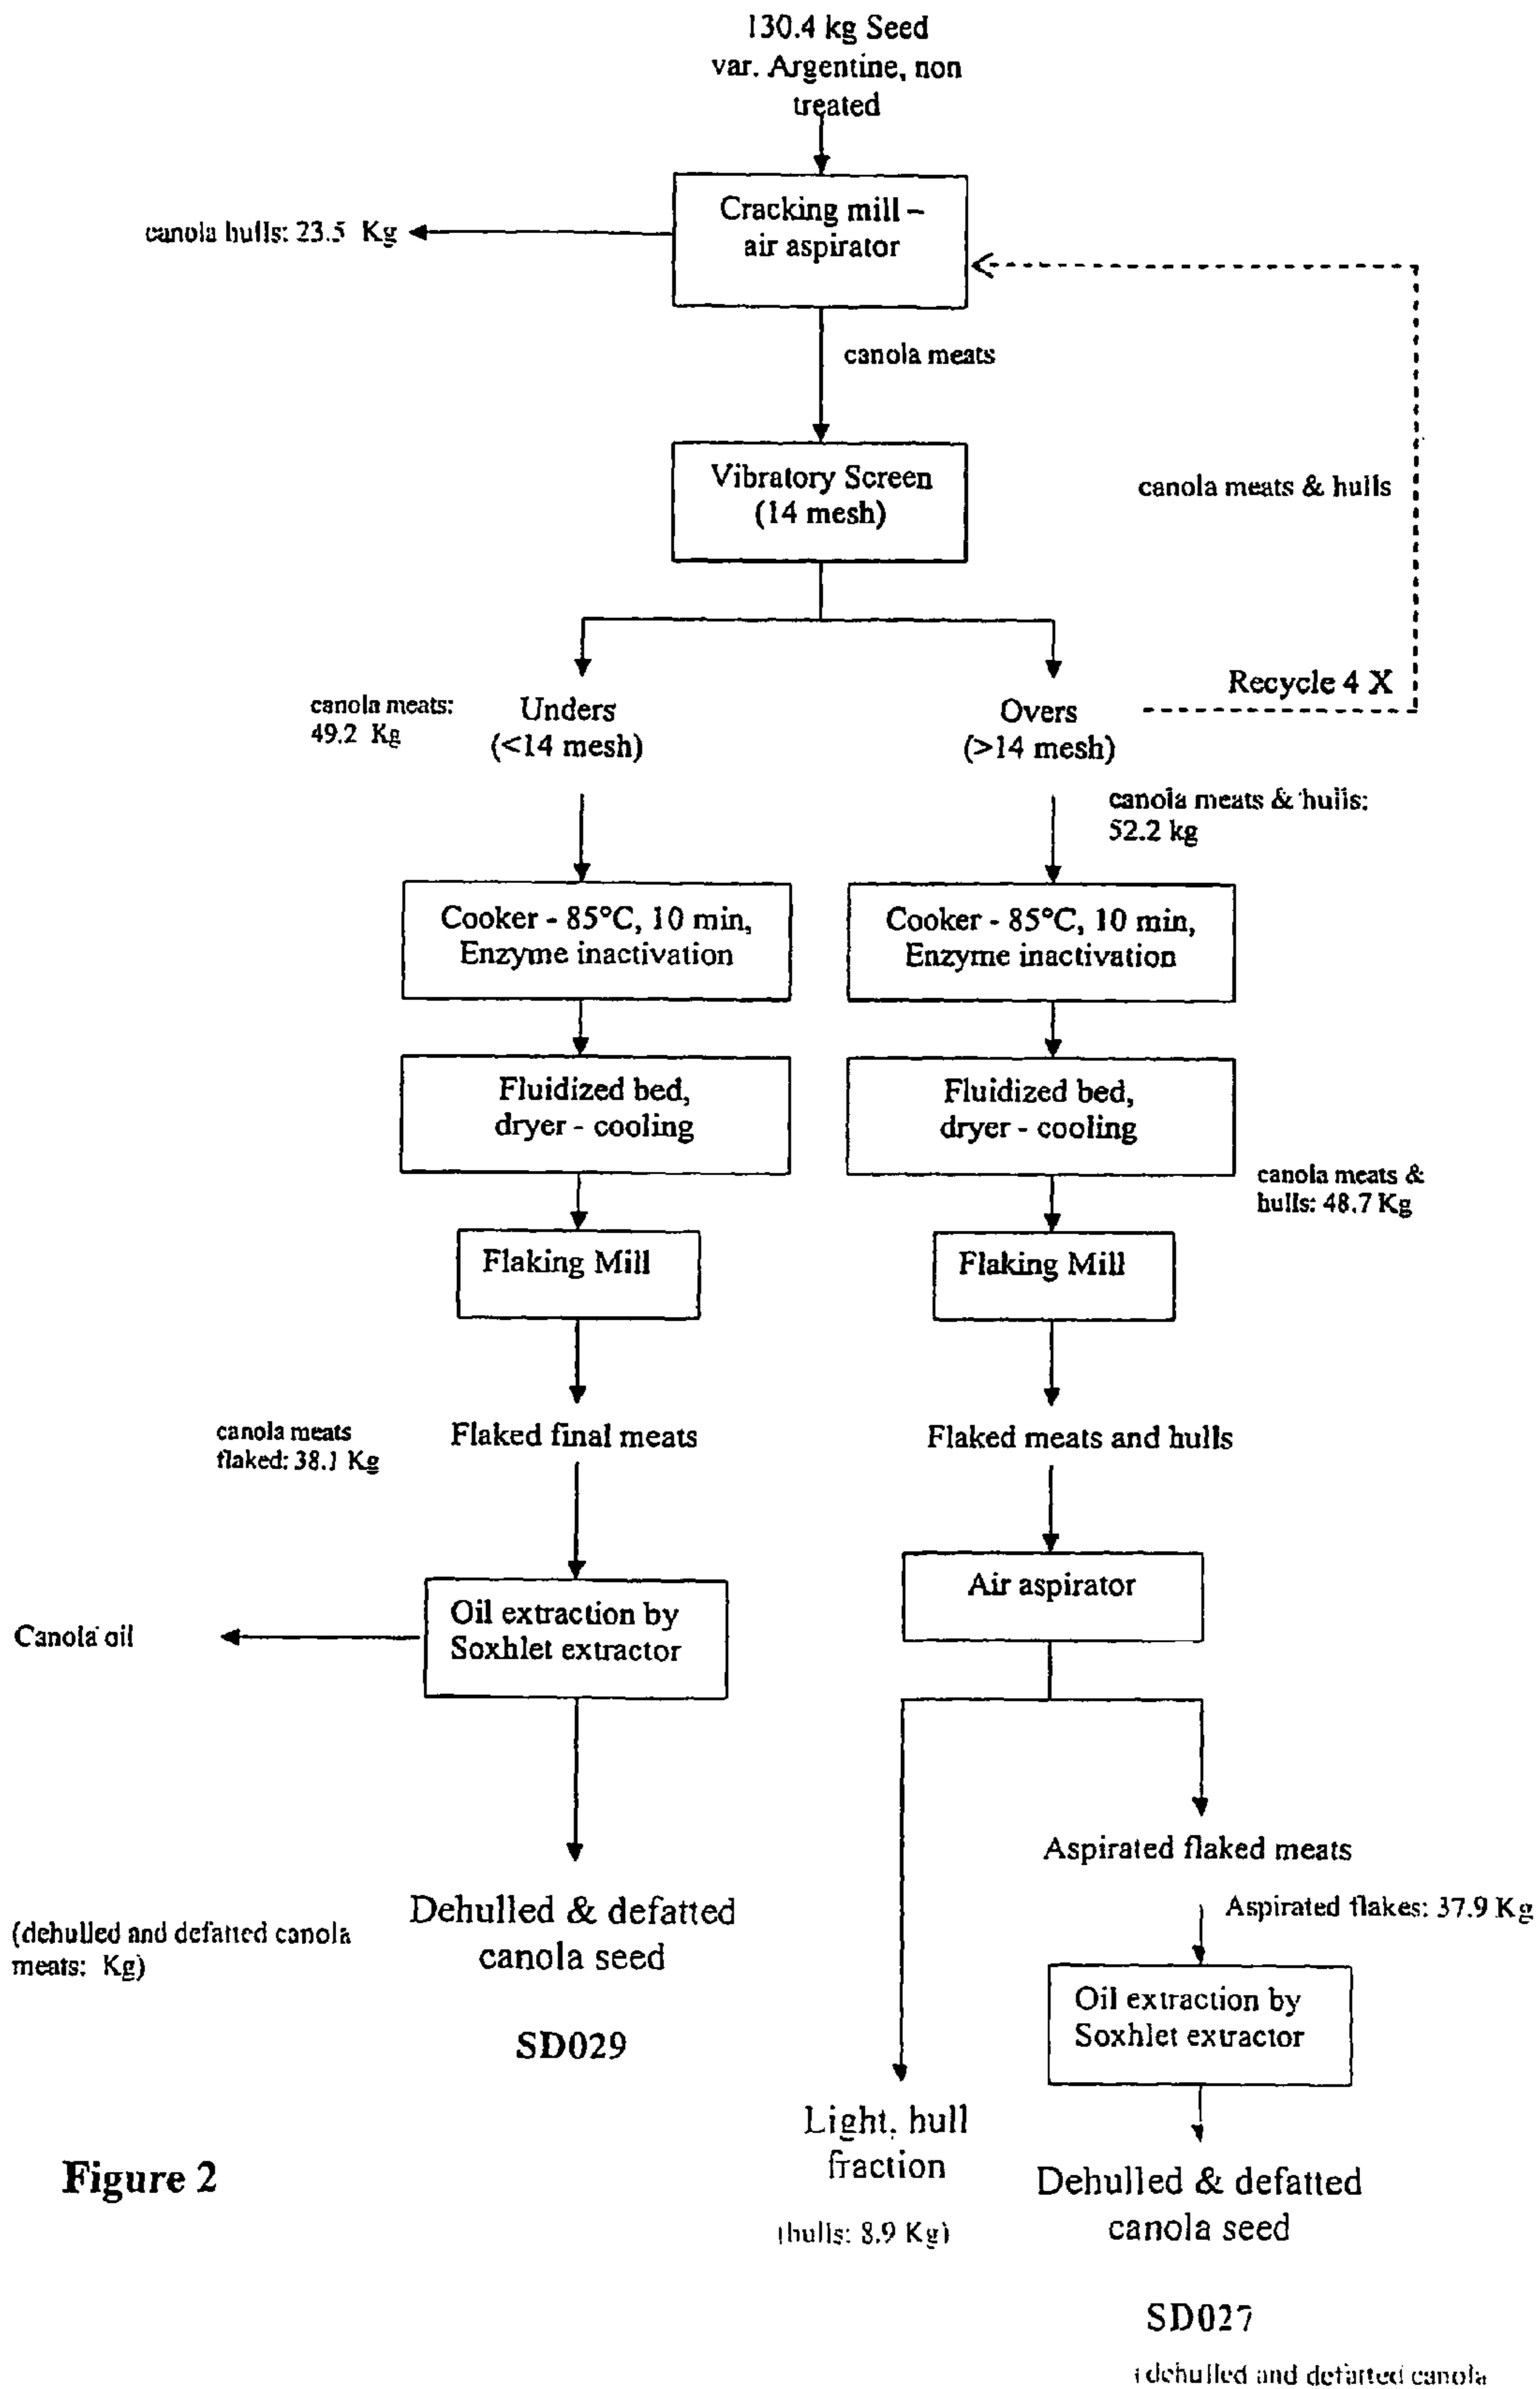 130.4 kg Seed
var. Argentine, non
treated
Cracking mill –
air aspirator
canola hulls: 23.5 Kg
canola meats
Vibratory Screen
(14 mesh)
canola meats & hulls
Recycle 4 X
canola meats:
49.2 Kg
Unders
(<14 mesh)
Overs
(>14 mesh)
canola meats & hulls:
52.2 kg
Cooker - 85°C, 10 min,
Enzyme inactivation
Cooker - 85°C, 10 min,
Enzyme inactivation
Fluidized bed,
dryer - cooling
Fluidized bed,
dryer - cooling
canola meats &
hulls: 48.7 Kg
Flaking Mill
Flaking Mill
canola meats
flaked: 38.1 Kg
Flaked final meats
Flaked meats and hulls
Air aspirator
Oil extraction by
Soxhlet extractor
Canola oil
Aspirated flaked meats
Aspirated flakes: 37.9 Kg
(dehulled and defatted canola
meats: Kg)
Dehulled & defatted
canola seed
SD029
Oil extraction by
Soxhlet extractor
Light, hull
fraction
(hulls: 8.9 Kg)
Dehulled & defatted
canola seed
SD027
(dehulled and defatted canola
Figure 2